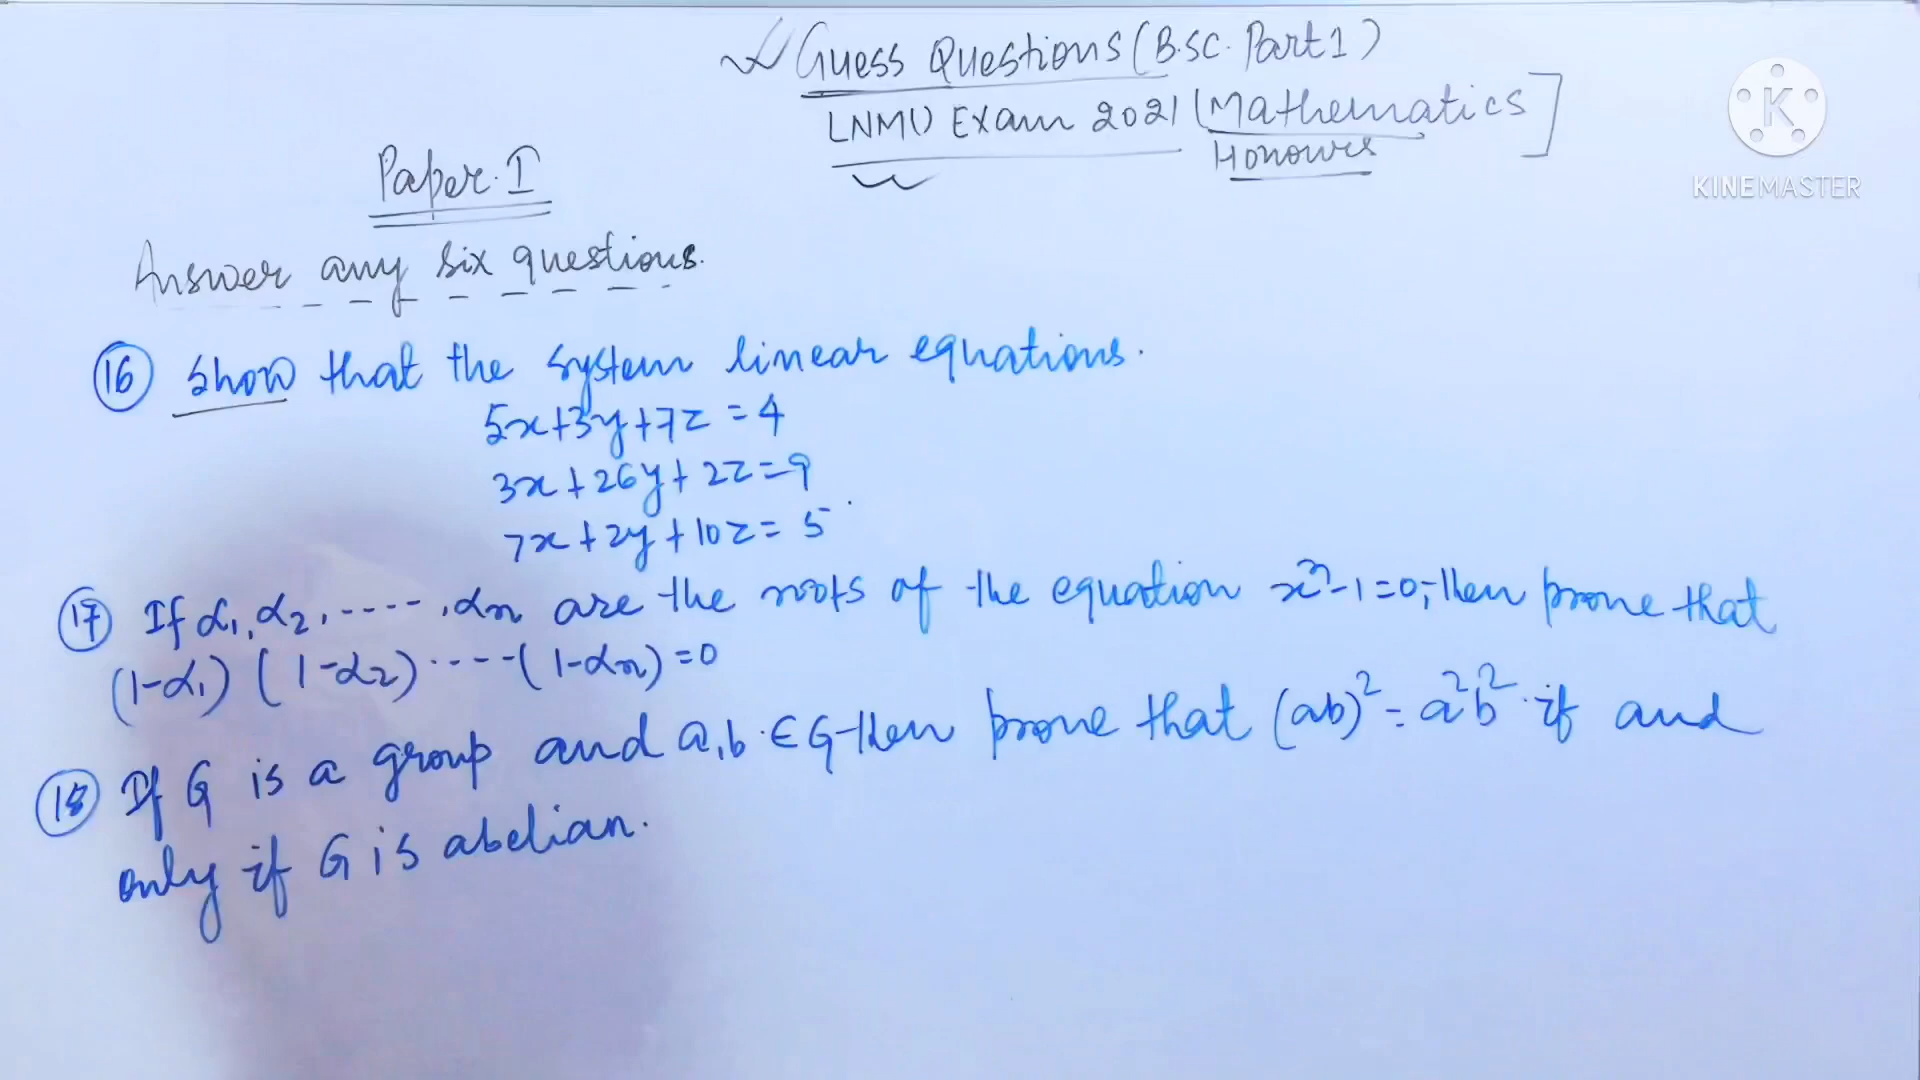 Guess Questions (B.SC. Part 1)
LNMU Exam 2021 (Mathematics]
Honours
KINEMASTER
Paper. I
Answer any six questions.
16 Show that the system linear equations.
5x+3y+7z = 4
3x+26y+2z=9
7x+2y+10z= 5
17 If α1, α2, ----, αn are the roots of the equation xⁿ-1=0, then prove that
(1-α1) (1-α2) ----(1-αn)=0
18 If G is a group and a,b ∈ G then prove that (ab)² = a²b² if and
only if G is abelian.